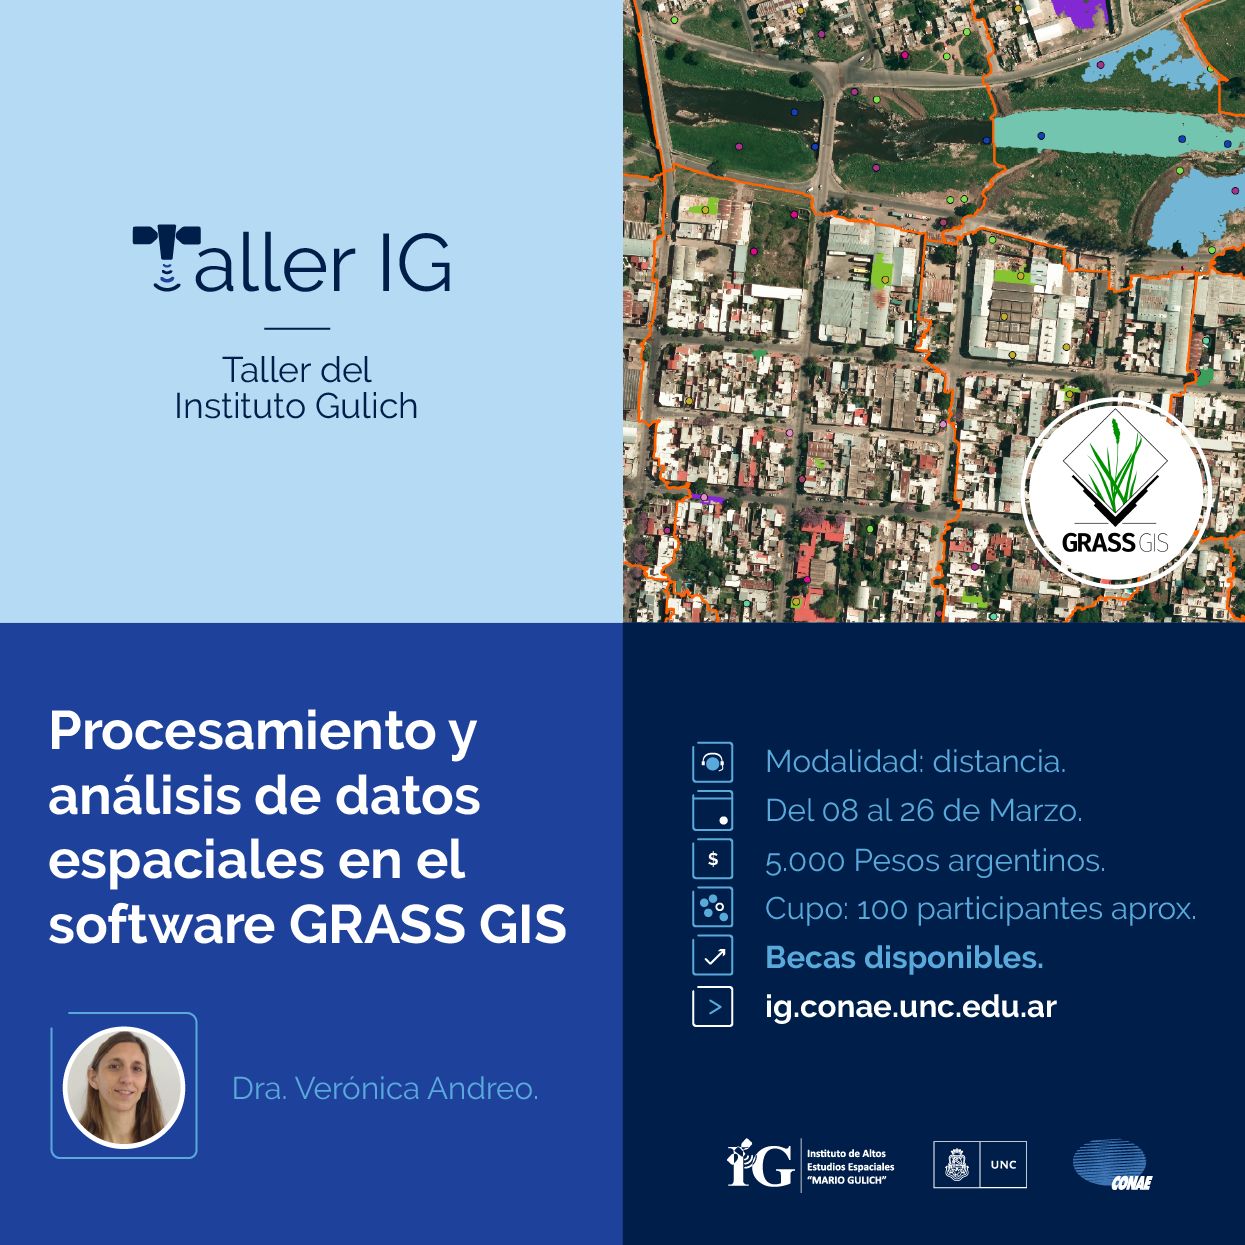 Taller IG
Taller del
Instituto Gulich
GRASS GIS
Procesamiento y
análisis de datos
espaciales en el
software GRASS GIS
Dra. Verónica Andreo.
Modalidad: distancia.
Del 08 al 26 de Marzo.
$
5.000 Pesos argentinos.
Cupo: 100 participantes aprox.
Becas disponibles.
ig.conae.unc.edu.ar
iG
Instituto de Altos
Estudios Espaciales
"MARIO GULICH"
UNC
CONAE